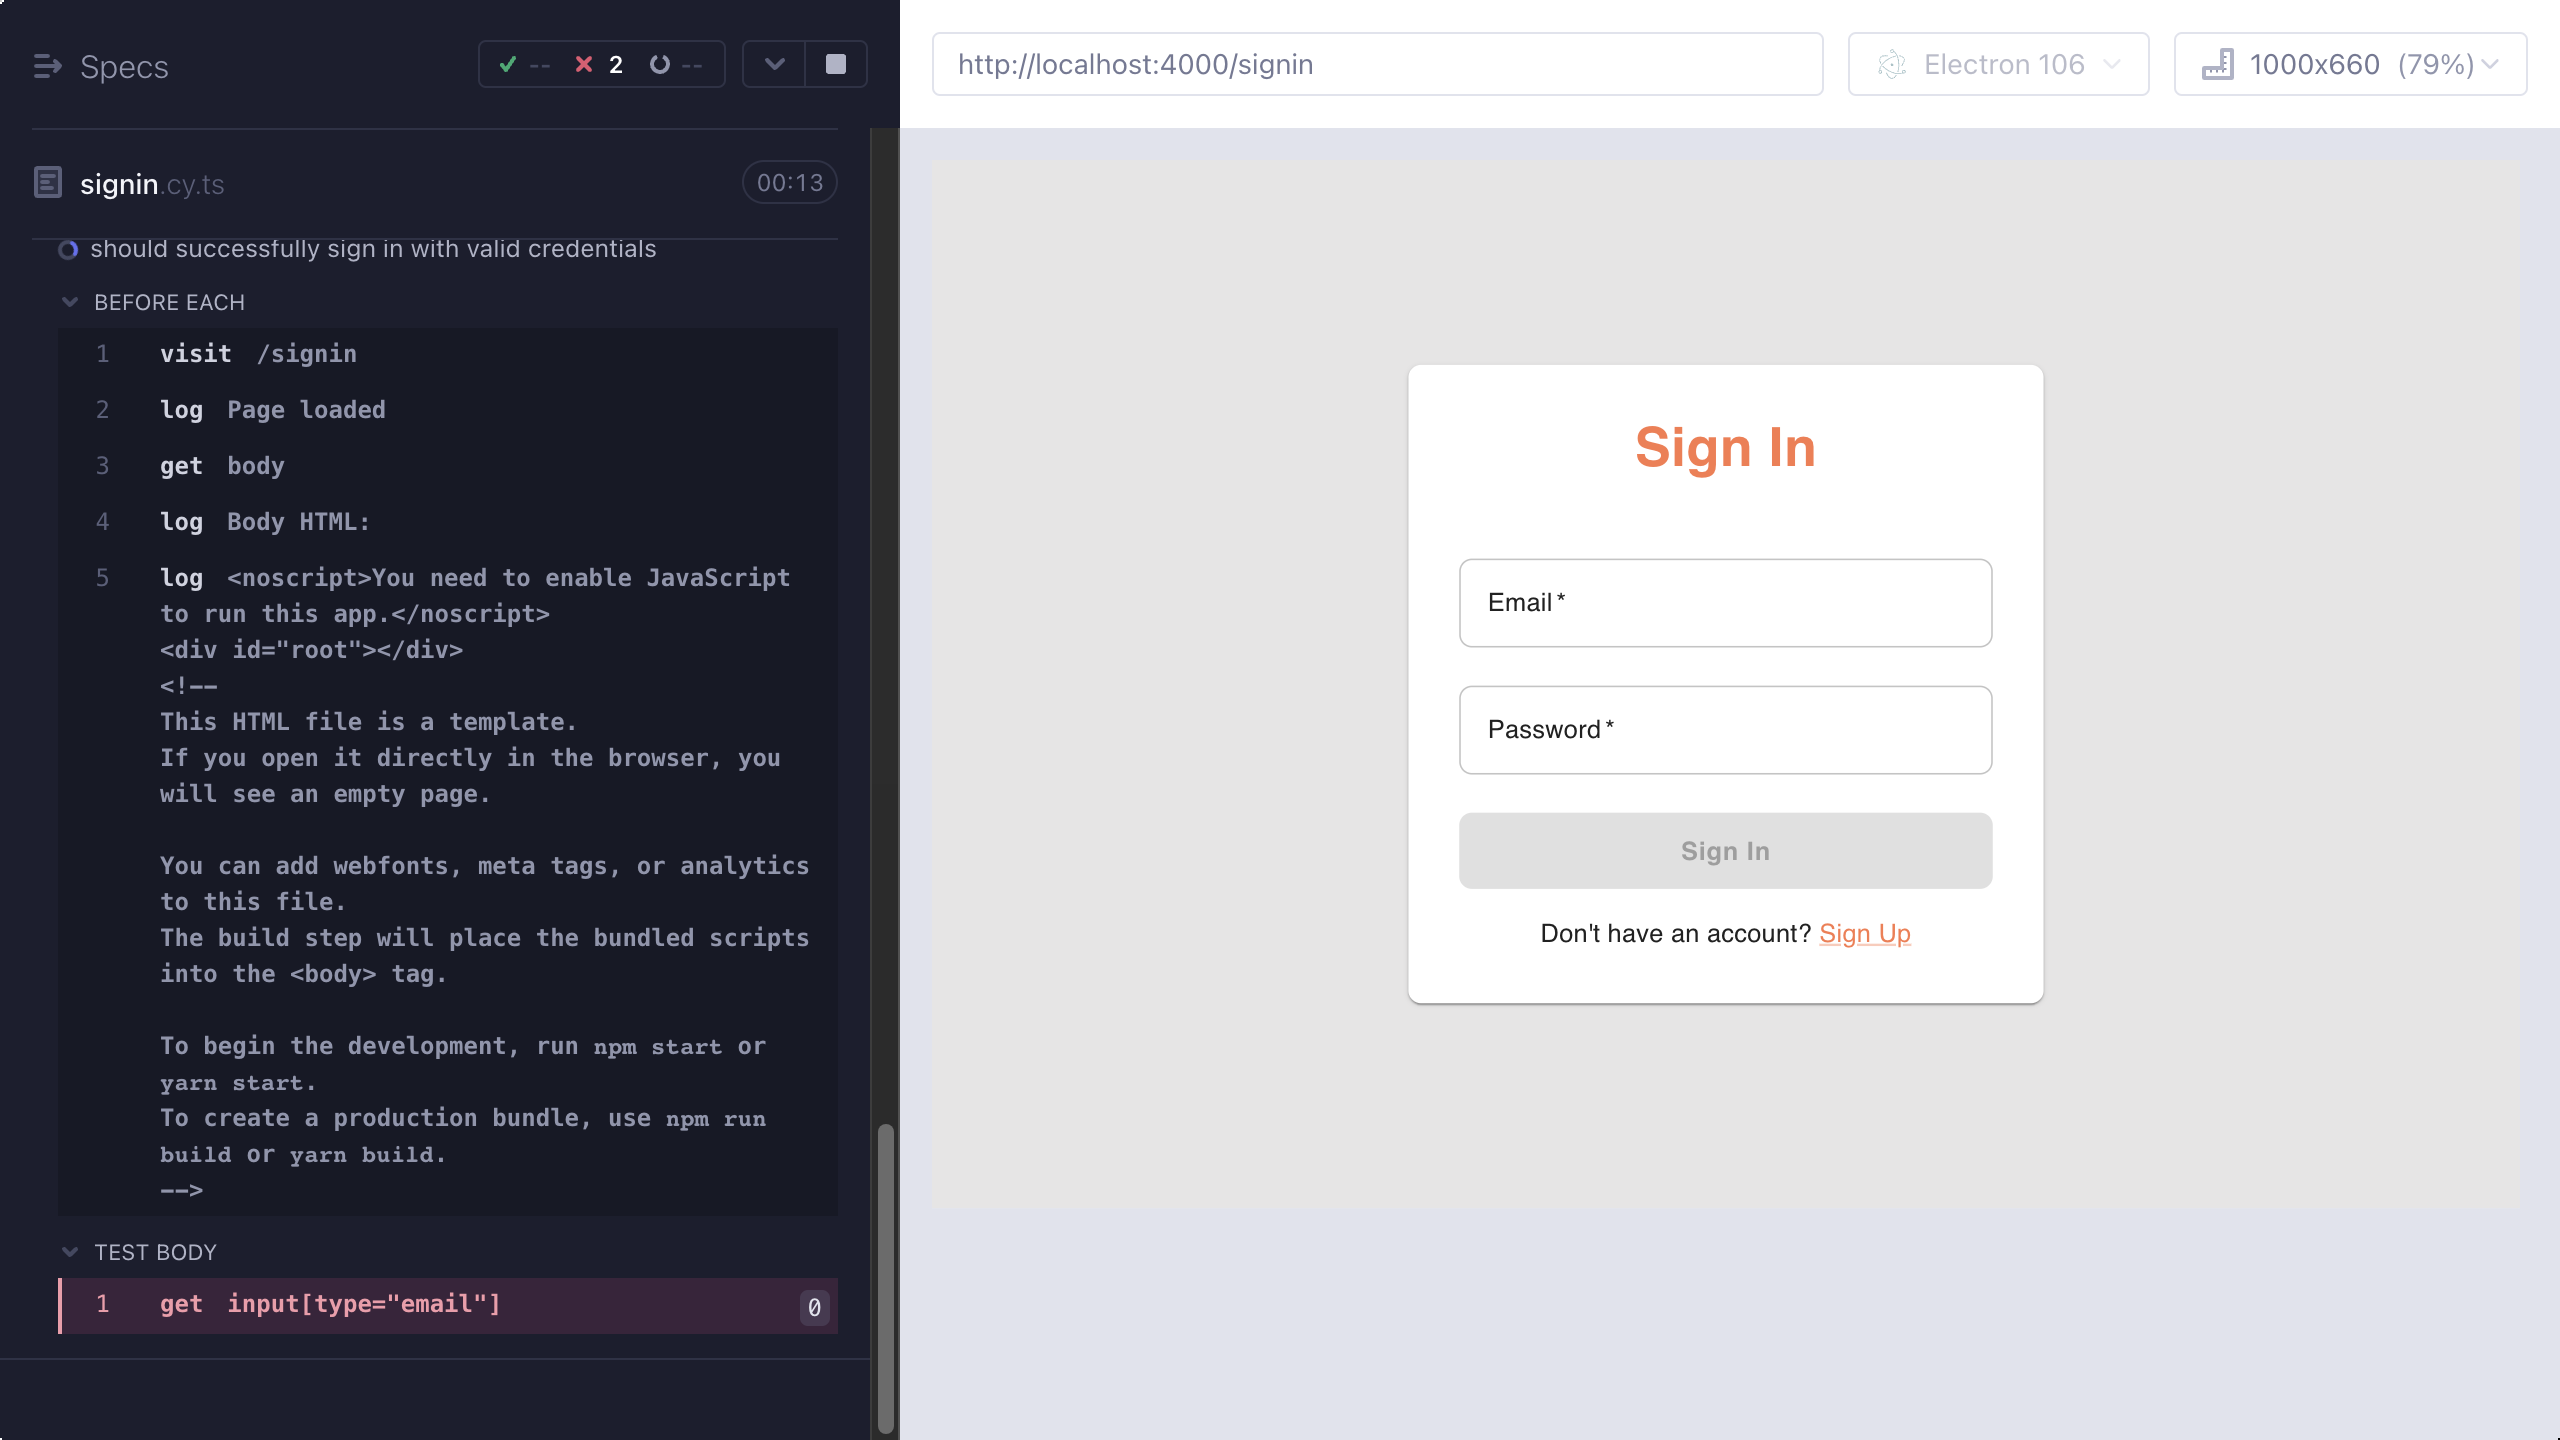 Specs
-- 2 --
signin.cy.ts
00:13
should successfully sign in with valid credentials
BEFORE EACH
1 visit /signin
2 log Page loaded
3 get body
4 log Body HTML:
5 log <noscript>You need to enable JavaScript
to run this app.</noscript>
<div id="root"></div>
<!--
This HTML file is a template.
If you open it directly in the browser, you
will see an empty page.
You can add webfonts, meta tags, or analytics
to this file.
The build step will place the bundled scripts
into the <body> tag.
To begin the development, run npm start or
yarn start.
To create a production bundle, use npm run
build or yarn build.
-->
TEST BODY
1 get input[type="email"] 0
http://localhost:4000/signin
Electron 106
1000x660 (79%)
Sign In
Email *
Password *
Sign In
Don't have an account? Sign Up